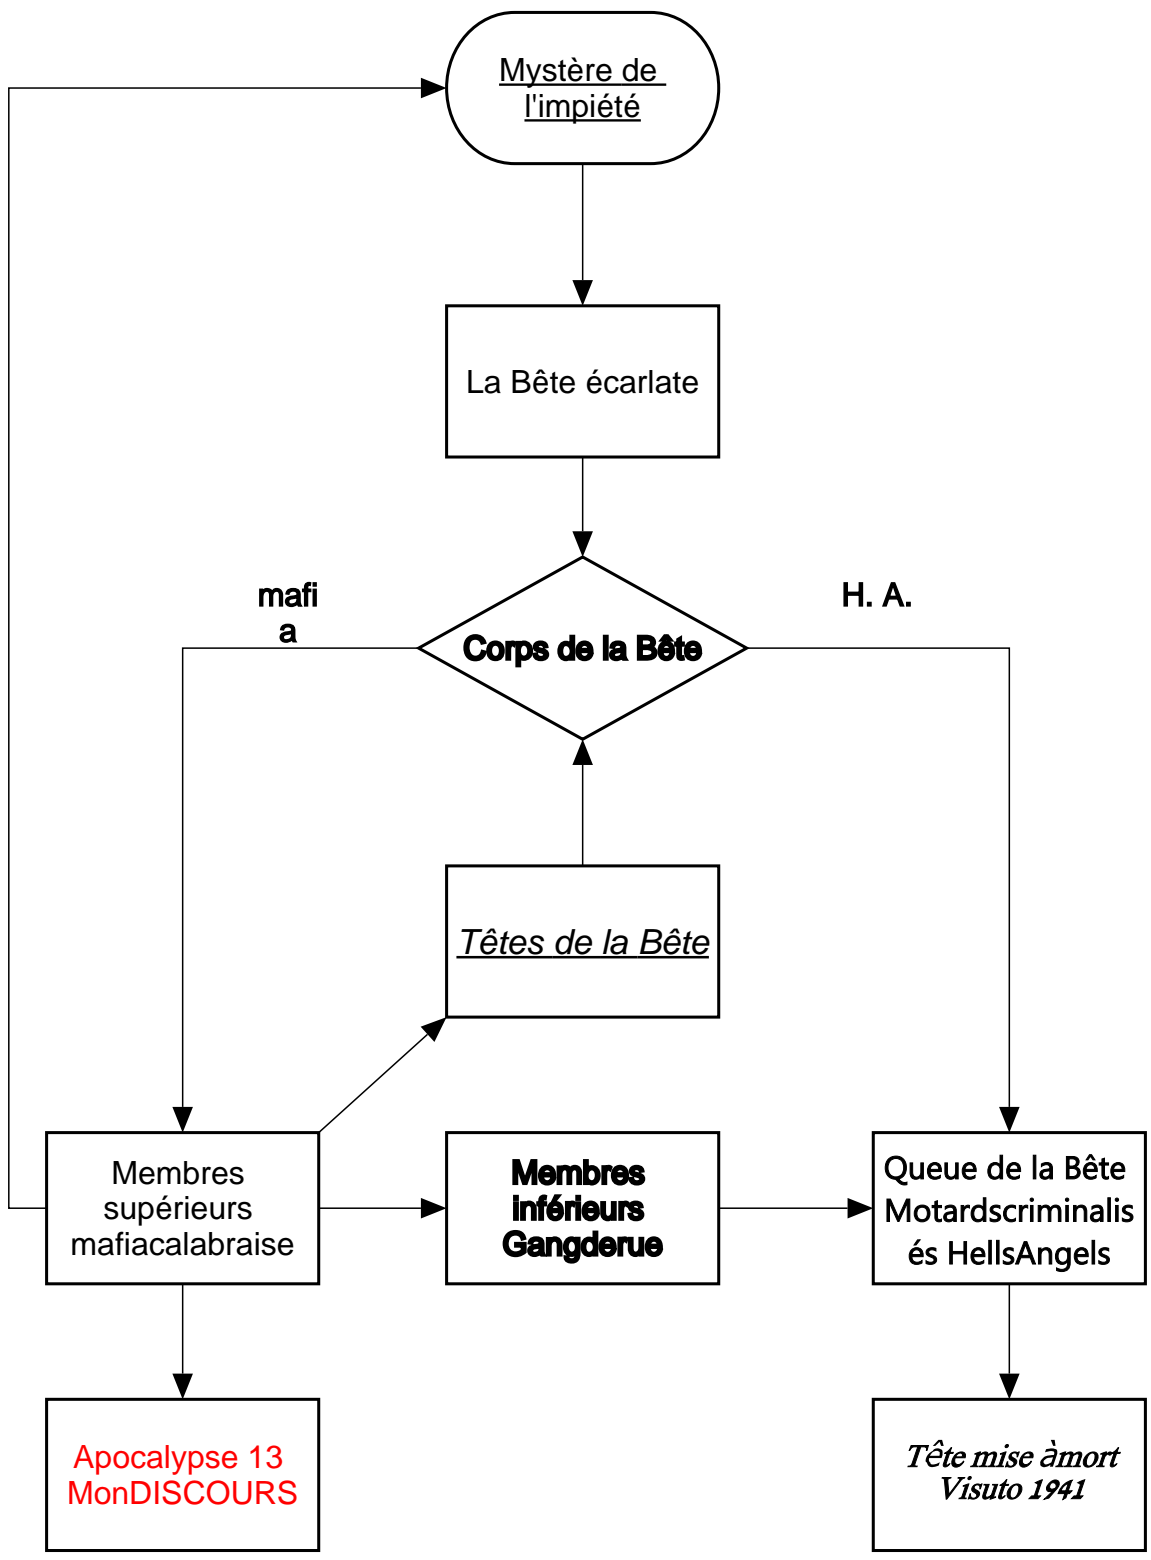 Mystère de
l'impiété
La Bête écarlate
mafi
a
H. A.
Corps de la Bête
Têtes de la Bête
Membres
supérieurs
mafiacalabraise
Membres
inférieurs
Gangderue
Queue de la Bête
Motardscriminalis
és HellsAngels
Apocalypse 13
MonDISCOURS
Tête mise àmort
Visuto 1941